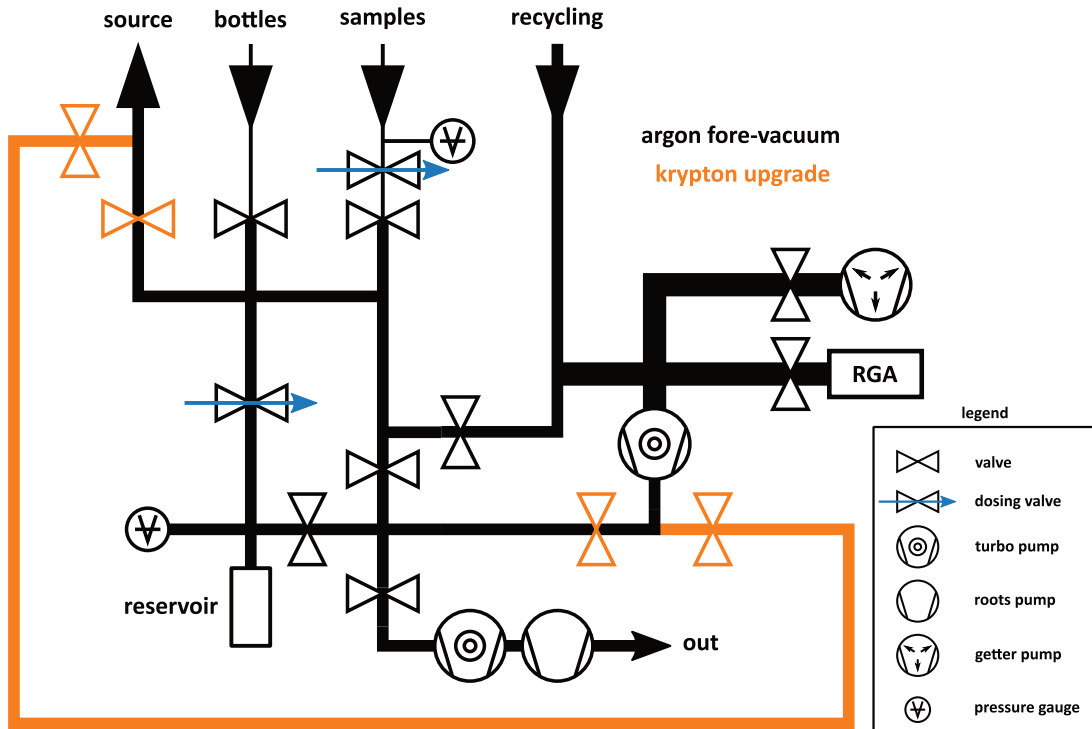 source
bottles
samples
recycling
argon fore-vacuum
krypton upgrade
RGA
reservoir
out
legend
valve
dosing valve
turbo pump
roots pump
getter pump
pressure gauge